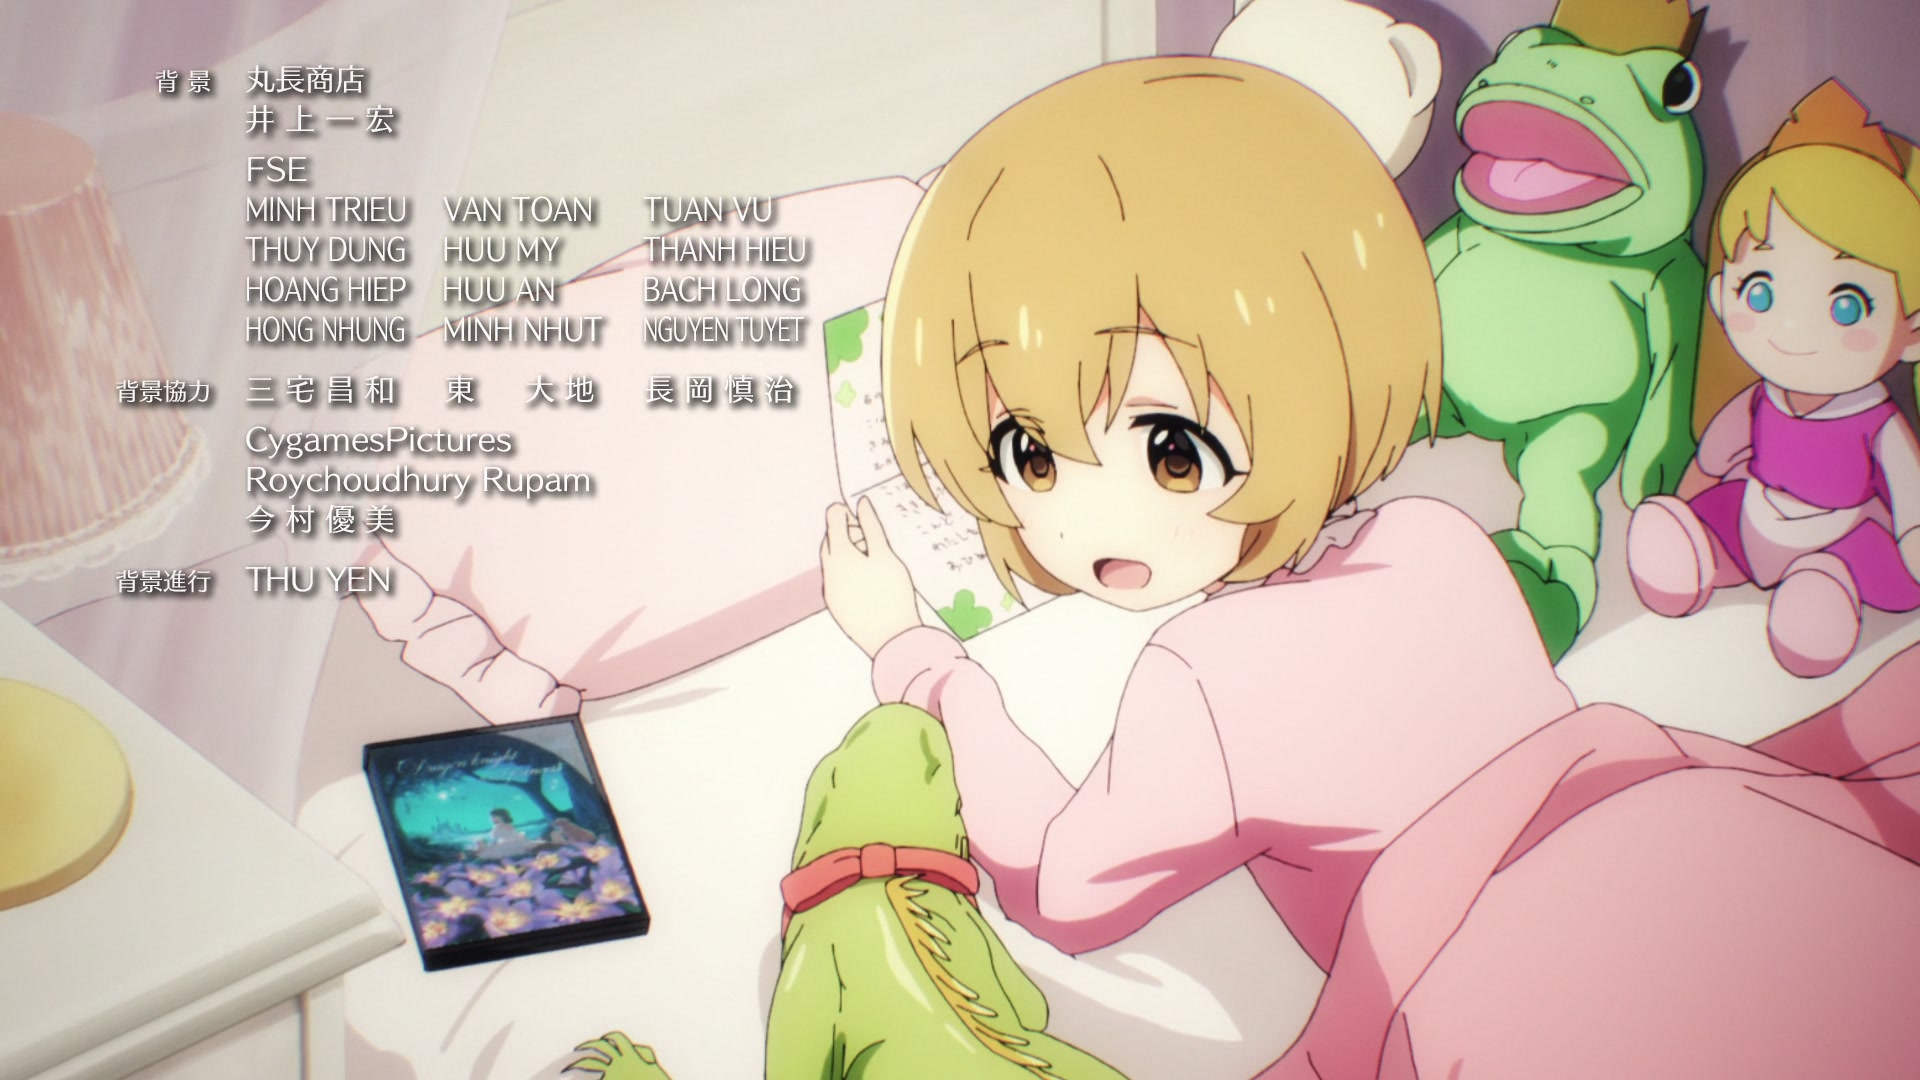 背景 丸長商店
井上一宏
FSE
MINH TRIEU VAN TOAN TUAN VU
THUY DUNG HUU MY THANH HIEU
HOANG HIEP HUU AN BACH LONG
HONG NHUNG MINH NHUT NGUYEN TUYET
背景協力 三宅昌和 東 大地 長岡慎治
CygamesPictures
Roychoudhury Rupam
今村優美
背景進行 THU YEN
Dragon knight
princess